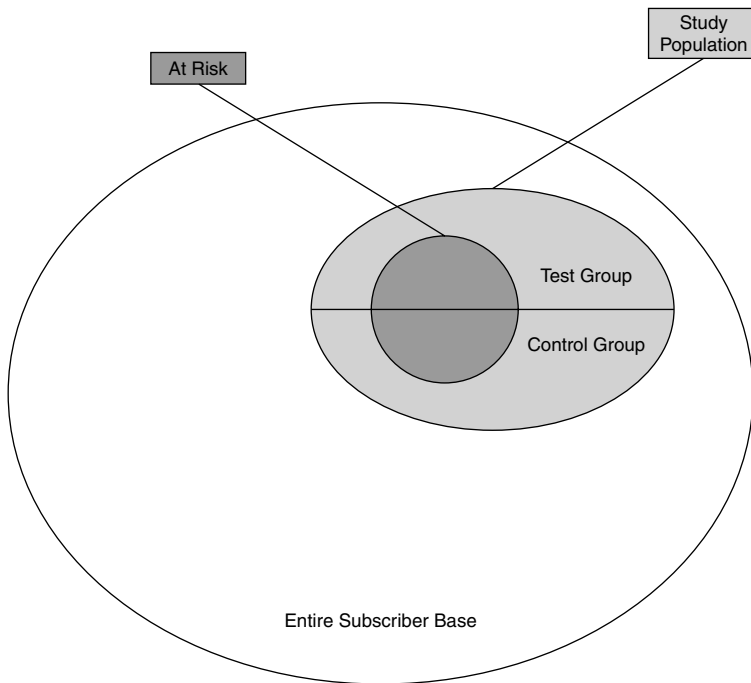 Study
Population
At Risk
Test Group
Control Group
Entire Subscriber Base